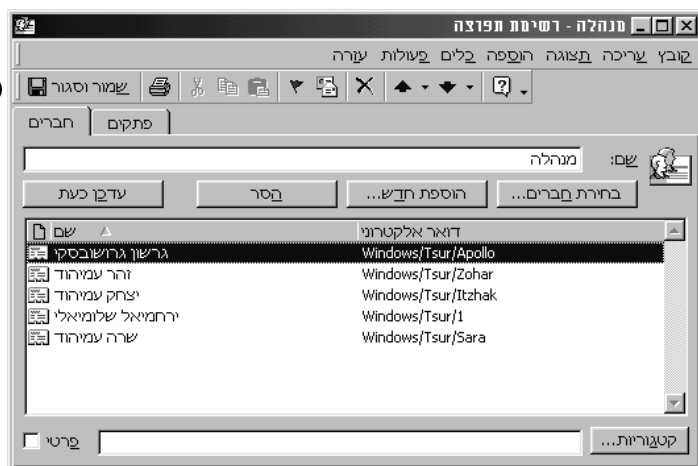 מנהלה - רשימת תפוצה
קובץ עריכה תצוגה הוספה כלים פעולות עזרה
שמור וסגור
חברים פתקים
שם: מנהלה
בחירת חברים... הוספת חדש... הסר עדכן כעת
שם דואר אלקטרוני
גרשון גרושובסקי Windows/Tsur/Apollo
זהר עמיהוד Windows/Tsur/Zohar
יצחק עמיהוד Windows/Tsur/Itzhak
ירחמיאל שלומיאלי Windows/Tsur/1
שרה עמיהוד Windows/Tsur/Sara
קטגוריות... פרטי